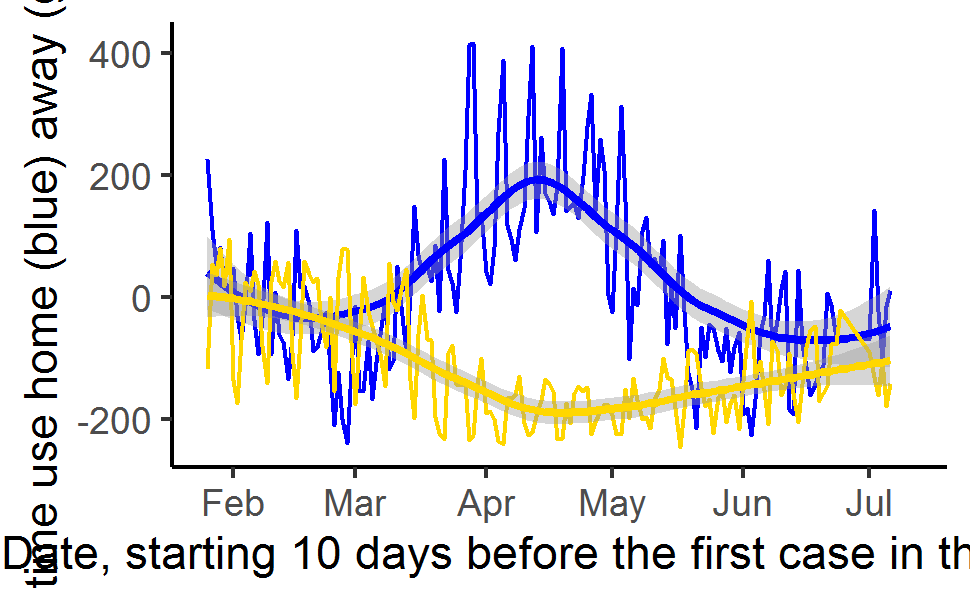 time use home (blue) away (
400
200
0
-200
Feb Mar Apr May Jun Jul
Date, starting 10 days before the first case in th